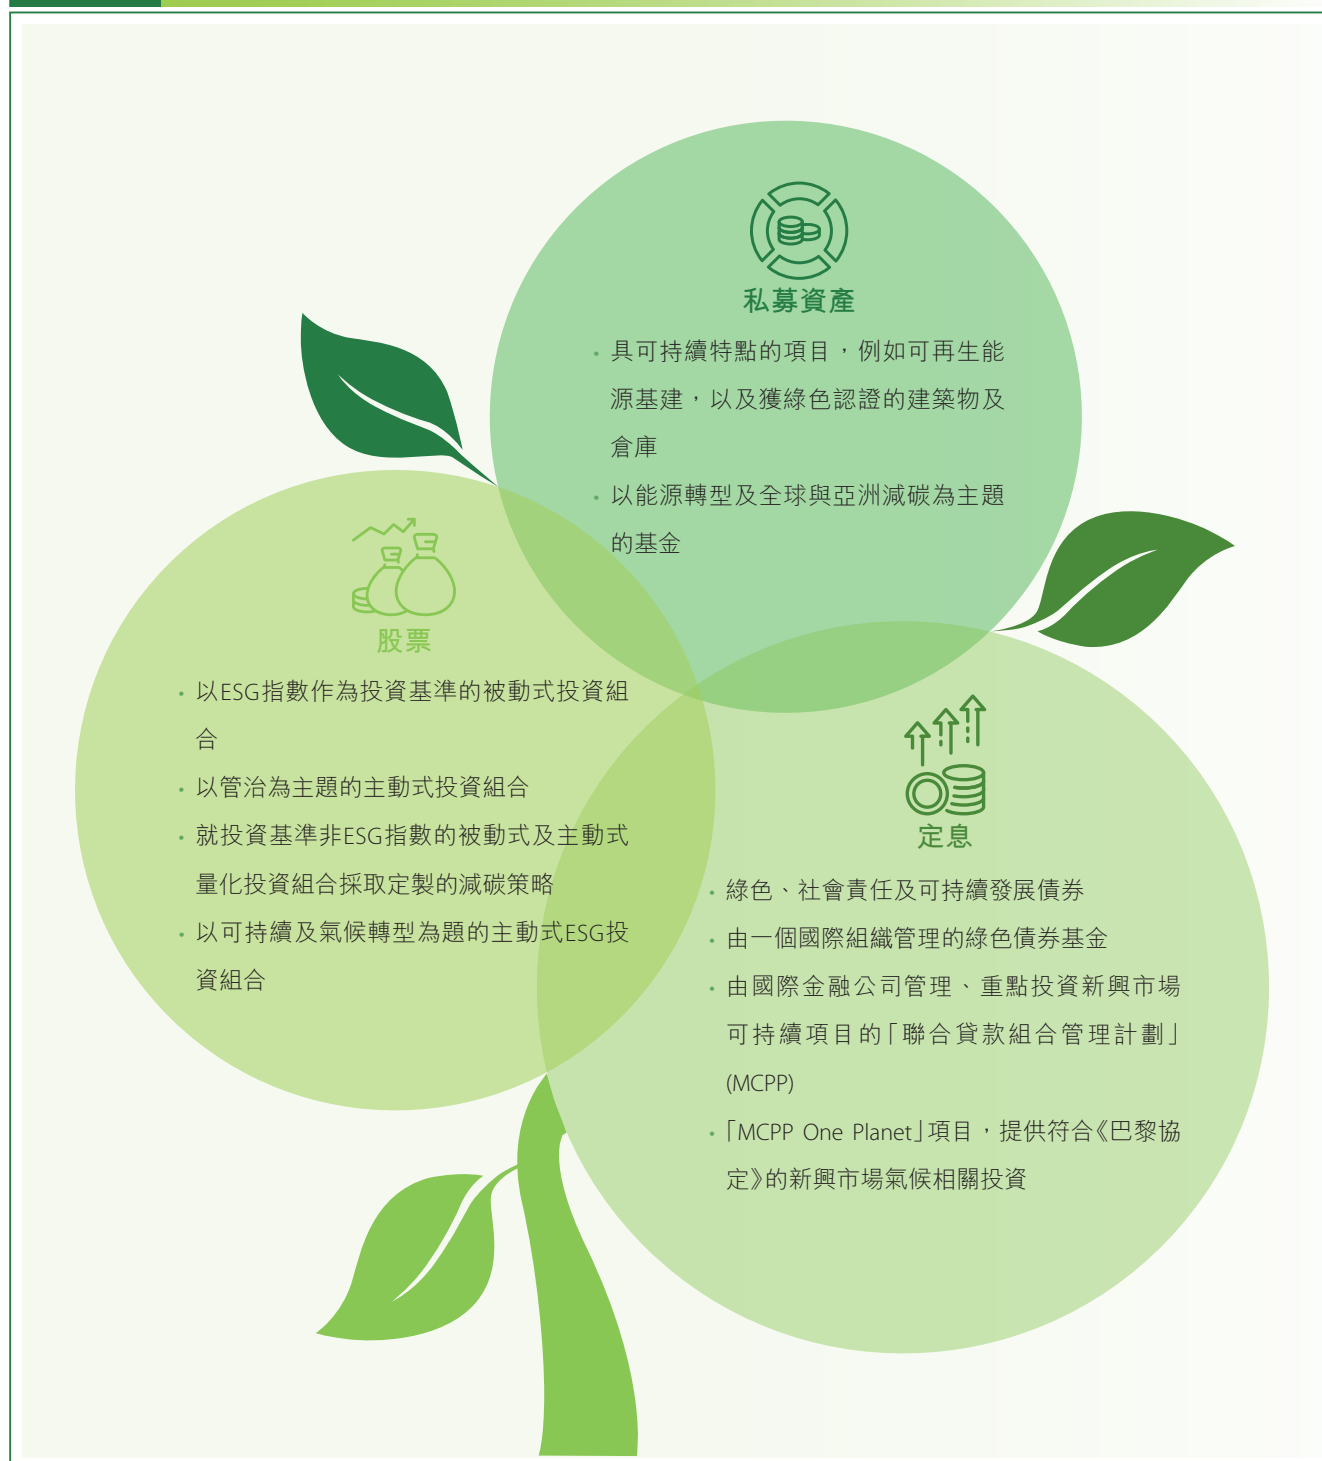 私募資產
• 具可持續特點的項目，例如可再生能
源基建，以及獲綠色認證的建築物及
倉庫
• 以能源轉型及全球與亞洲減碳為主題
的基金
股票
• 以ESG指數作為投資基準的被動式投資組
合
• 以管治為主題的主動式投資組合
• 就投資基準非ESG指數的被動式及主動式
量化投資組合採取定製的減碳策略
• 以可持續及氣候轉型為題的主動式ESG投
資組合
定息
• 綠色、社會責任及可持續發展債券
• 由一個國際組織管理的綠色債券基金
• 由國際金融公司管理、重點投資新興市場
可持續項目的「聯合貸款組合管理計劃」
(MCPP)
• 「MCPP One Planet」項目，提供符合《巴黎協
定》的新興市場氣候相關投資